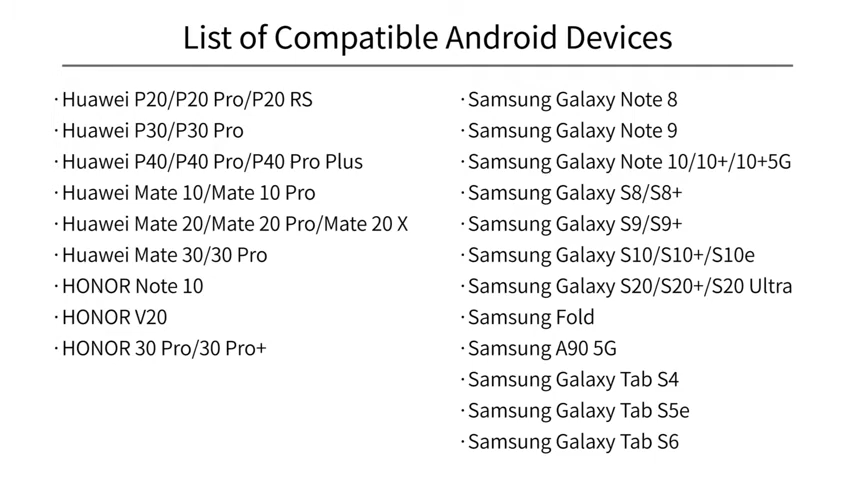 List of Compatible Android Devices
· Huawei P20/P20 Pro/P20 RS
· Huawei P30/P30 Pro
· Huawei P40/P40 Pro/P40 Pro Plus
· Huawei Mate 10/Mate 10 Pro
· Huawei Mate 20/Mate 20 Pro/Mate 20 X
· Huawei Mate 30/30 Pro
· HONOR Note 10
· HONOR V20
· HONOR 30 Pro/30 Pro+
· Samsung Galaxy Note 8
· Samsung Galaxy Note 9
· Samsung Galaxy Note 10/10+/10+5G
· Samsung Galaxy S8/S8+
· Samsung Galaxy S9/S9+
· Samsung Galaxy S10/S10+/S10e
· Samsung Galaxy S20/S20+/S20 Ultra
· Samsung Fold
· Samsung A90 5G
· Samsung Galaxy Tab S4
· Samsung Galaxy Tab S5e
· Samsung Galaxy Tab S6